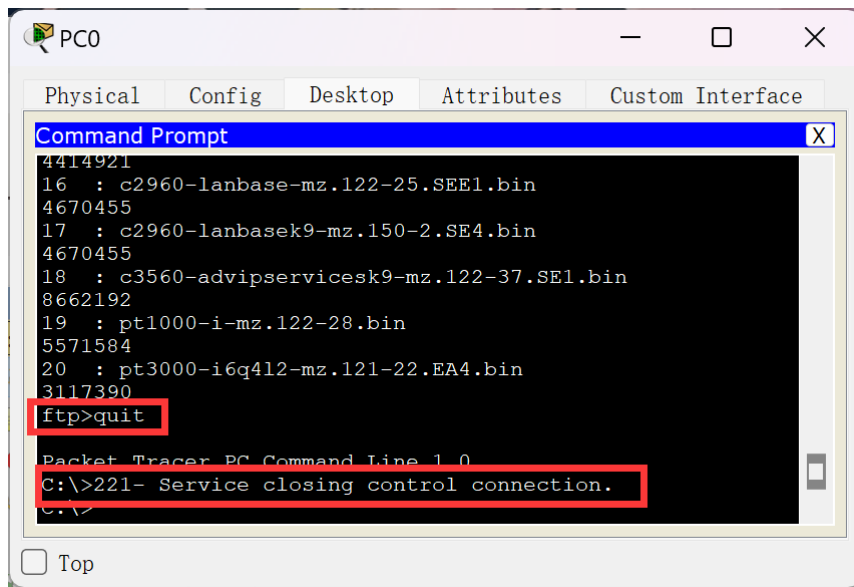 PC0
Physical Config Desktop Attributes Custom Interface
Command Prompt X
4414921
16 : c2960-lanbase-mz.122-25.SEE1.bin
4670455
17 : c2960-lanbasek9-mz.150-2.SE4.bin
4670455
18 : c3560-advipservicesk9-mz.122-37.SE1.bin
8662192
19 : pt1000-i-mz.122-28.bin
5571584
20 : pt3000-i6q4l2-mz.121-22.EA4.bin
3117390
ftp>quit
Packet Tracer PC Command Line 1.0
C:\>221- Service closing control connection.
C:\>
Top